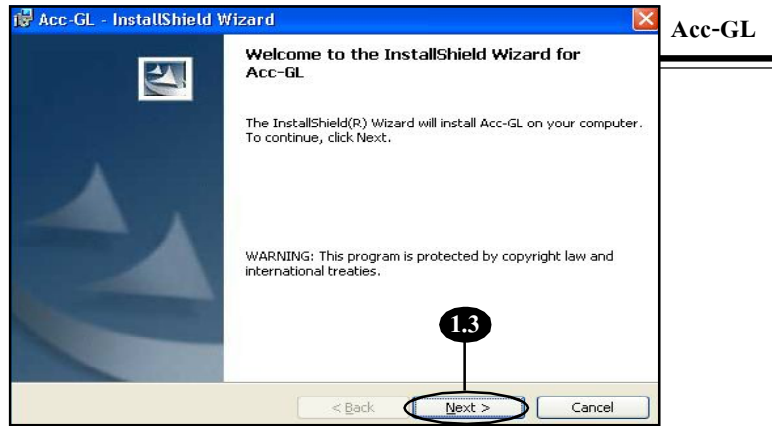 Acc-GL - InstallShield Wizard
Acc-GL
Welcome to the InstallShield Wizard for
Acc-GL
The InstallShield(R) Wizard will install Acc-GL on your computer.
To continue, click Next.
WARNING: This program is protected by copyright law and
international treaties.
1.3
< Back
Next >
Cancel